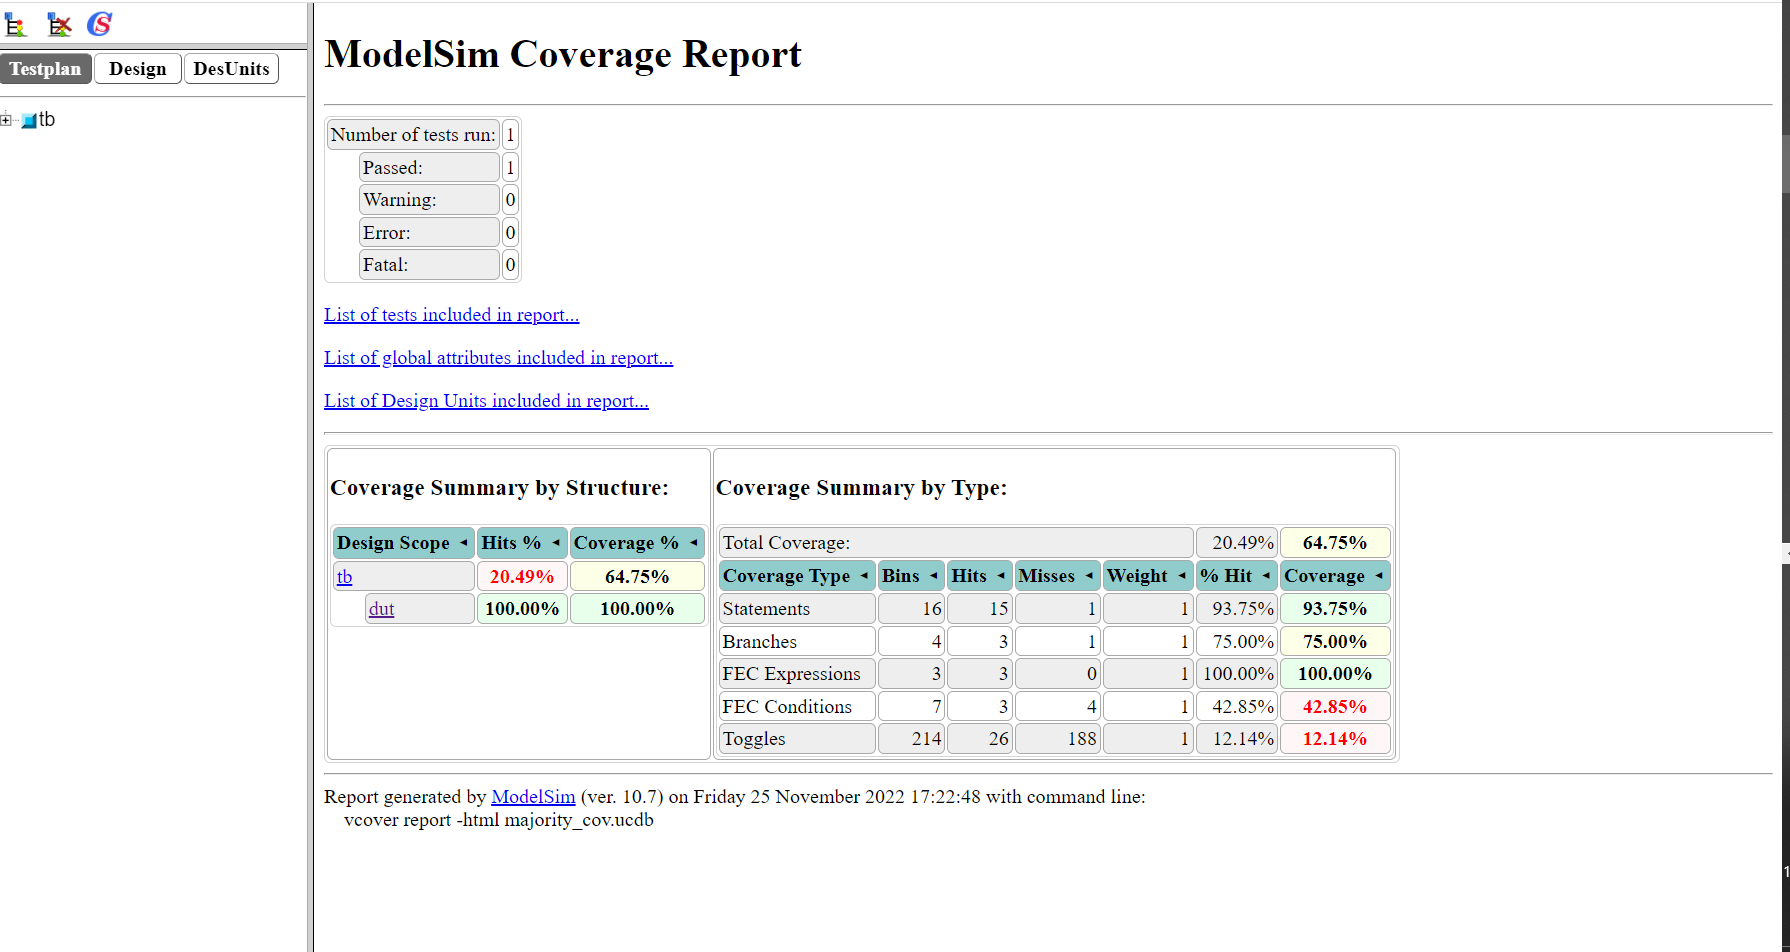 Testplan Design DesUnits
tb
ModelSim Coverage Report
Number of tests run: 1
Passed: 1
Warning: 0
Error: 0
Fatal: 0
List of tests included in report...
List of global attributes included in report...
List of Design Units included in report...
Coverage Summary by Structure:
Design Scope Hits % Coverage %
tb 20.49% 64.75%
dut 100.00% 100.00%
Coverage Summary by Type:
Total Coverage: 20.49% 64.75%
Coverage Type Bins Hits Misses Weight % Hit Coverage
Statements 16 15 1 1 93.75% 93.75%
Branches 4 3 1 1 75.00% 75.00%
FEC Expressions 3 3 0 1 100.00% 100.00%
FEC Conditions 7 3 4 1 42.85% 42.85%
Toggles 214 26 188 1 12.14% 12.14%
Report generated by ModelSim (ver. 10.7) on Friday 25 November 2022 17:22:48 with command line:
vcover report -html majority_cov.ucdb
1